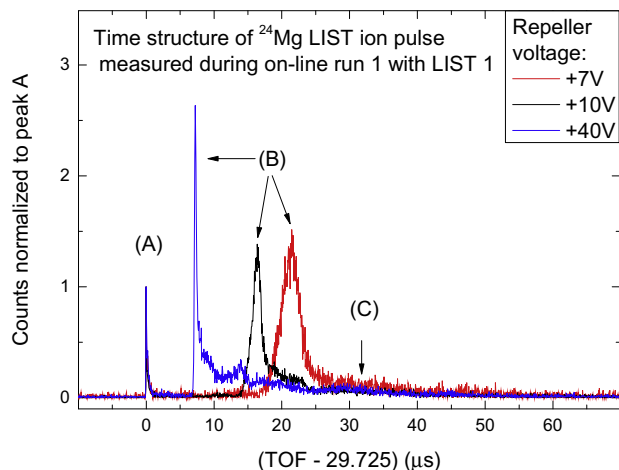 Time structure of ²⁴Mg LIST ion pulse
measured during on-line run 1 with LIST 1
Repeller
voltage:
+7V
+10V
+40V
(A)
(B)
(C)
Counts normalized to peak A
3
2
1
0
0
10
20
30
40
50
60
(TOF - 29.725) (µs)